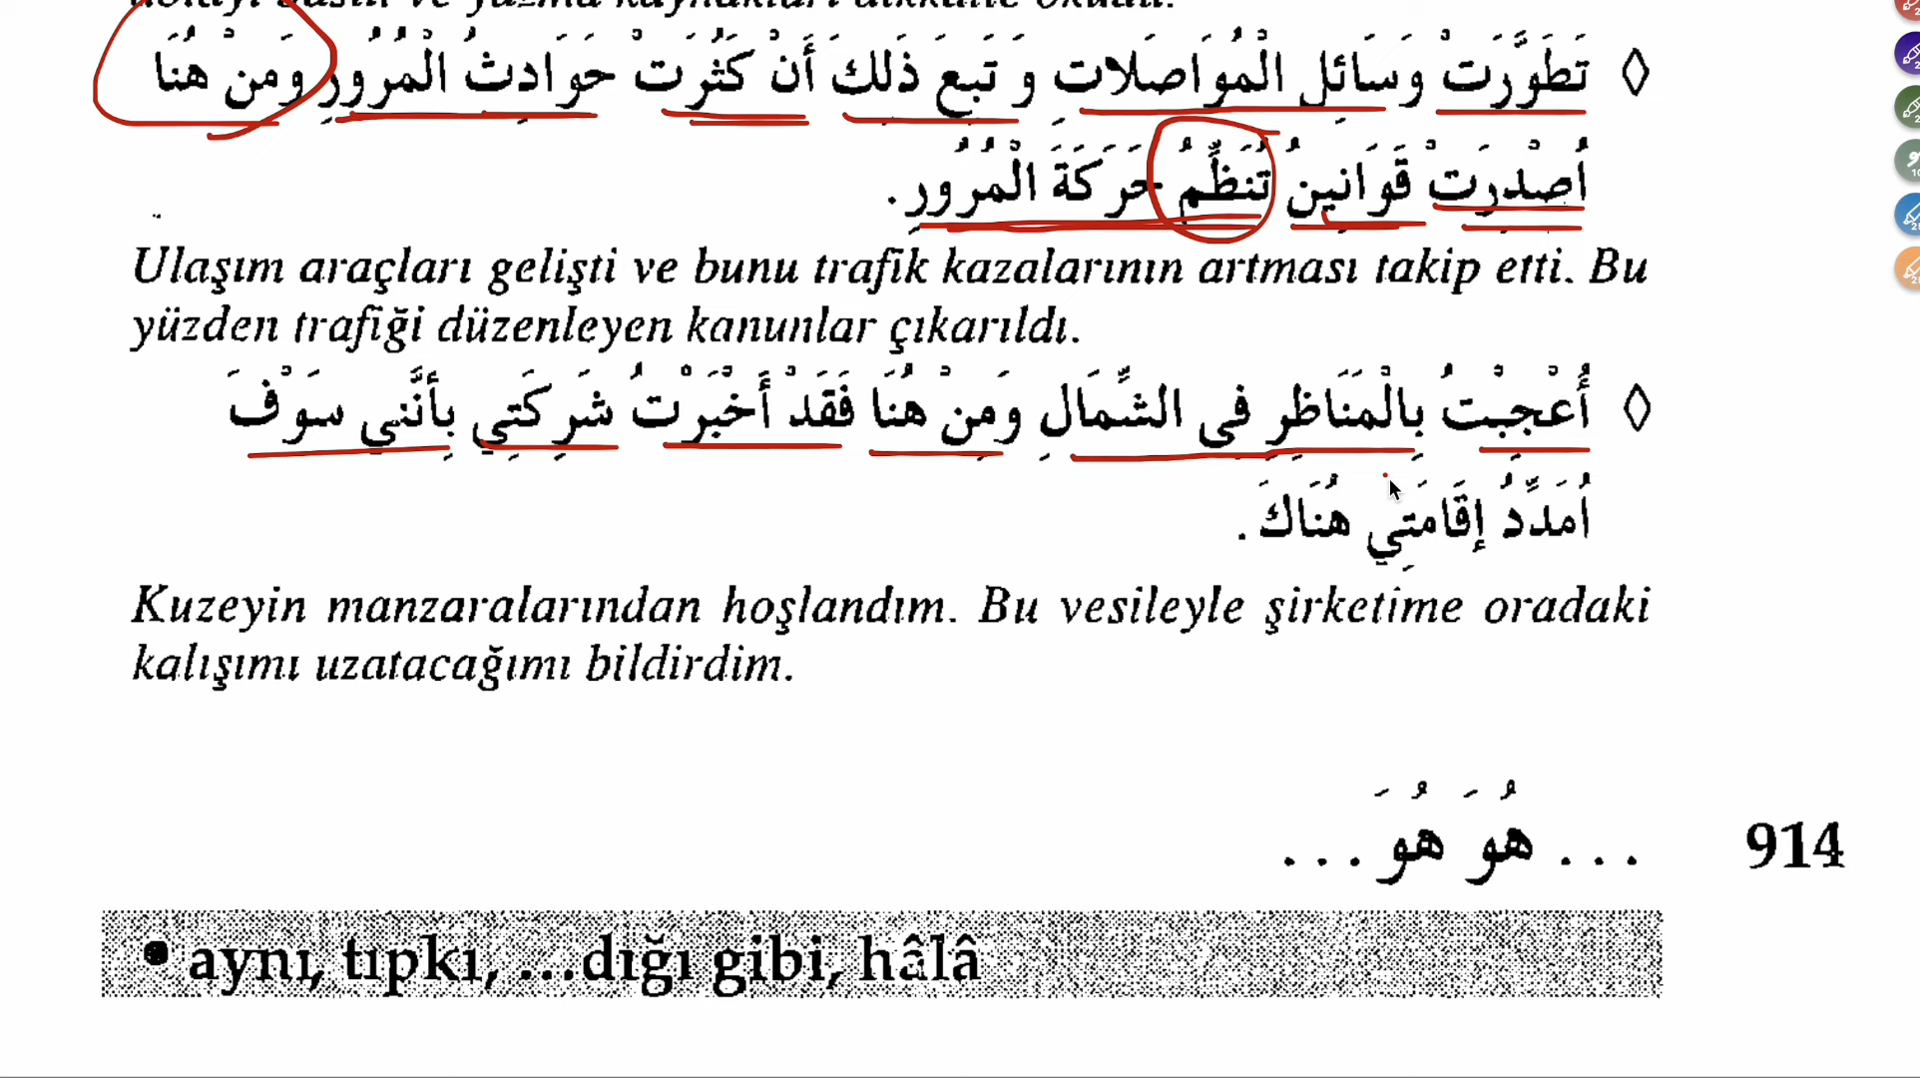 تَطَوَّرَتْ وَسَائِلِ الْمُوَاصَلاتِ وَ تَبِعَ ذَلِكَ أَنْ كَثُرَتْ حَوَادِثُ الْمُرُورِ وَمِنْ هُنَا
أُصْدِرَتْ قَوَانِينُ تُنَظِّمُ حَرَكَةَ الْمُرُورِ .
Ulaşım araçları gelişti ve bunu trafik kazalarının artması takip etti. Bu
yüzden trafiği düzenleyen kanunlar çıkarıldı.
أُعْجِبْتُ بِالْمَنَاظِرِ فِى الشِّمَالِ وَمِنْ هُنَا فَقَدْ أَخْبَرْتُ شَرِكَتِي بِأَنَّنِي سَوْفَ
أُمَدِّدُ إِقَامَتِي هُنَاكَ .
Kuzeyin manzaralarından hoşlandım. Bu vesileyle şirketime oradaki
kalışımı uzatacağımı bildirdim.
914 ... هُوَ هُوَ ...
• aynı, tıpkı, ...dığı gibi, hâlâ